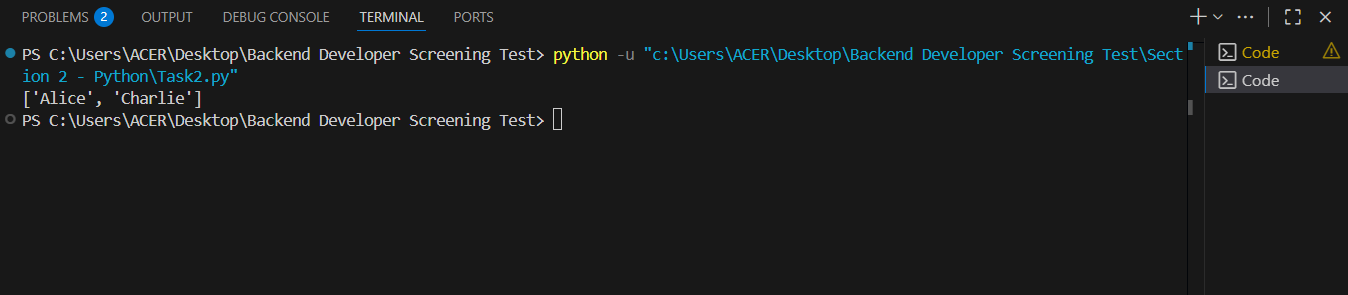 PROBLEMS 2 OUTPUT DEBUG CONSOLE TERMINAL PORTS
PS C:\Users\ACER\Desktop\Backend Developer Screening Test> python -u "c:\Users\ACER\Desktop\Backend Developer Screening Test\Sect
ion 2 - Python\Task2.py"
['Alice', 'Charlie']
PS C:\Users\ACER\Desktop\Backend Developer Screening Test>
Code
Code